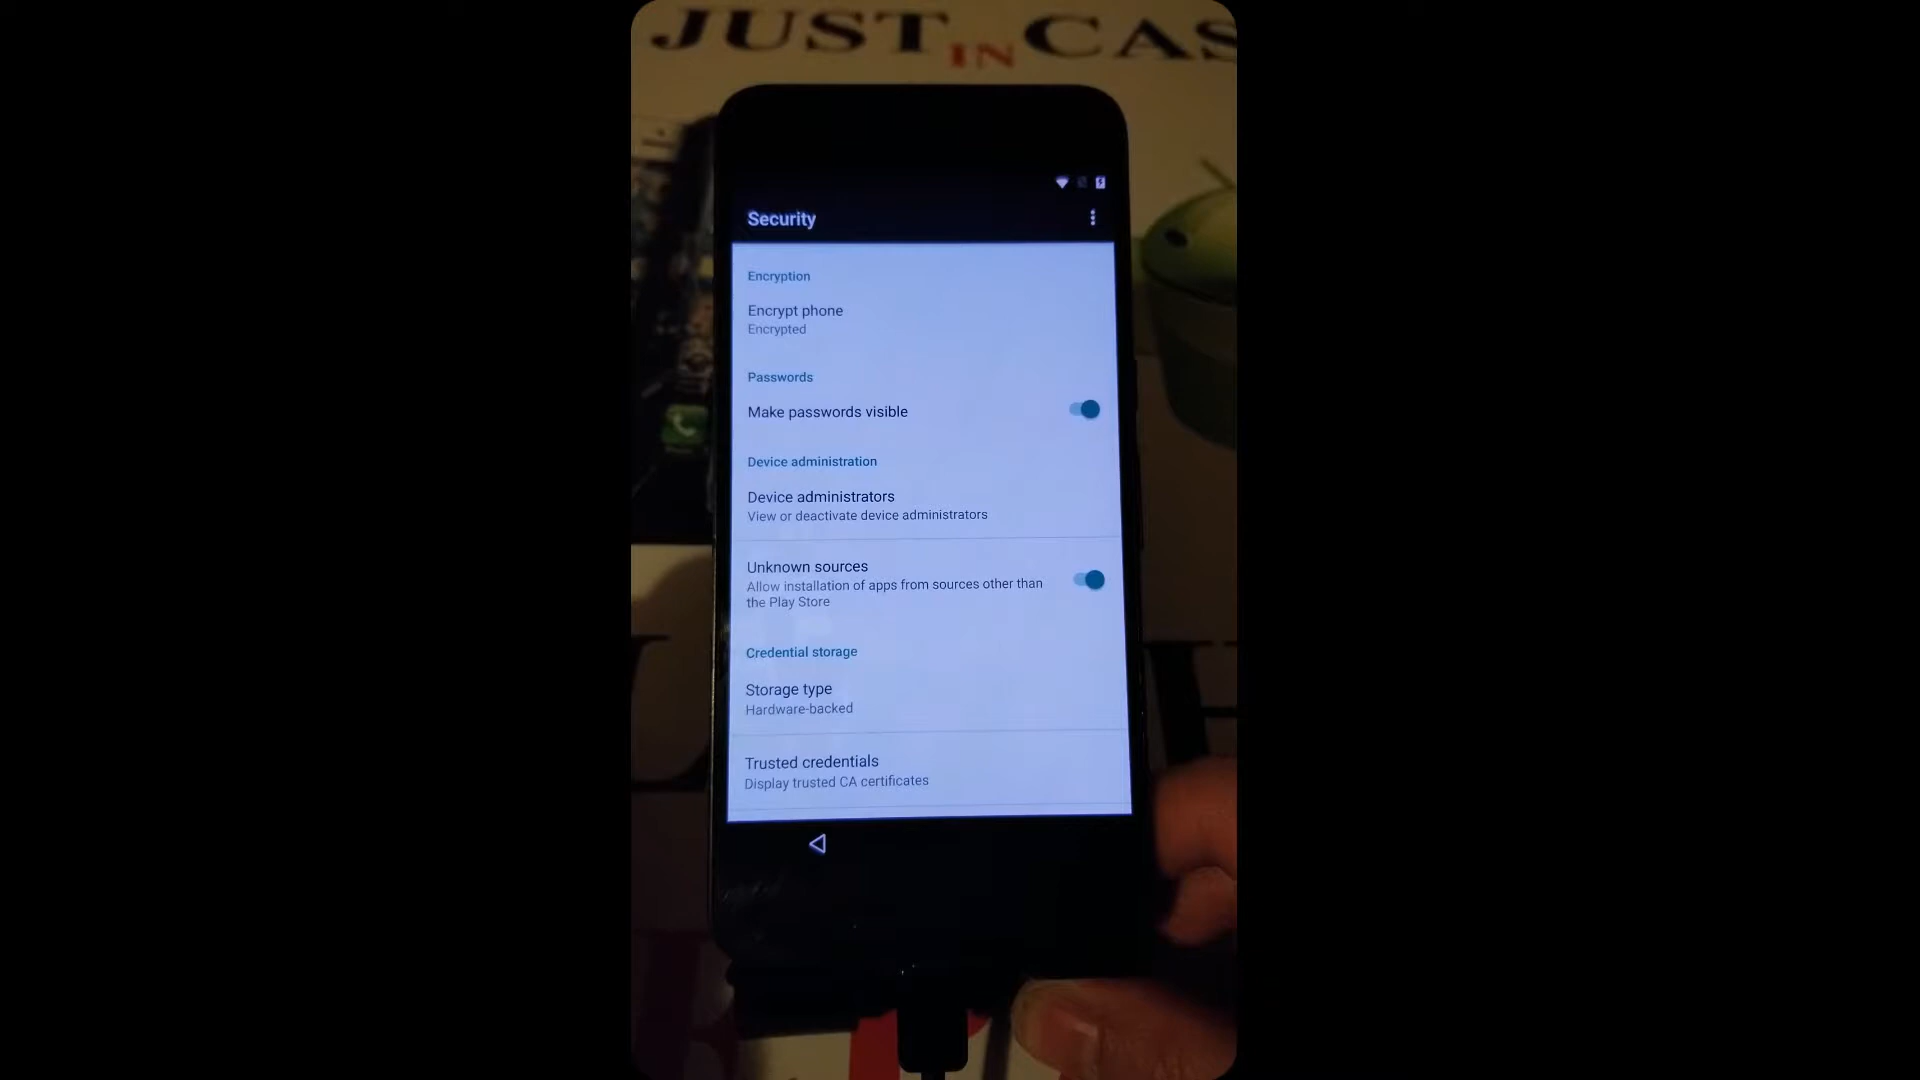 JUST IN CAS
Security
Encryption
Encrypt phone
Encrypted
Passwords
Make passwords visible
Device administration
Device administrators
View or deactivate device administrators
Unknown sources
Allow installation of apps from sources other than
the Play Store
Credential storage
Storage type
Hardware-backed
Trusted credentials
Display trusted CA certificates